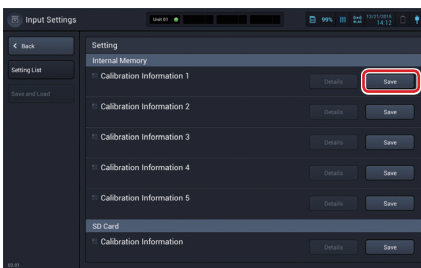 Input Settings
Unit 01
99%
12/21/2015
14:12
Back
Setting List
Save and Load
Setting
Internal Memory
Calibration Information 1
Details
Save
Calibration Information 2
Details
Save
Calibration Information 3
Details
Save
Calibration Information 4
Details
Save
Calibration Information 5
Details
Save
SD Card
Calibration Information
Details
Save